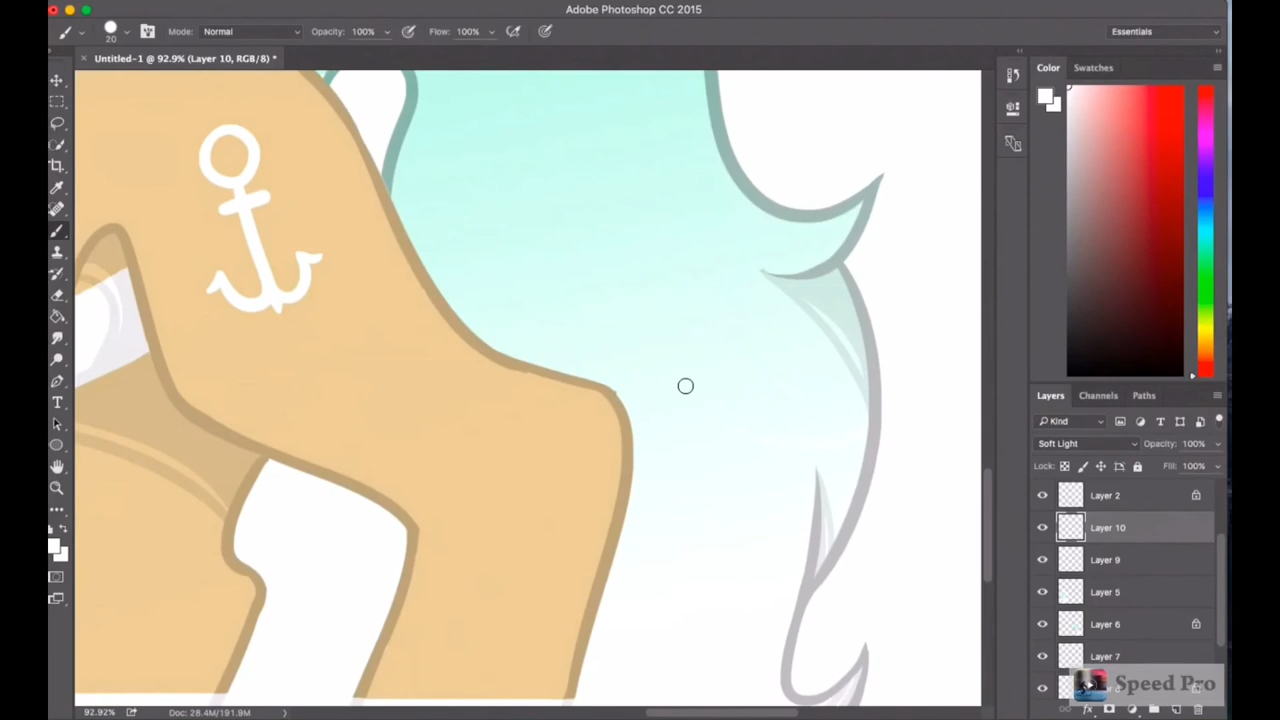 Adobe Photoshop CC 2015
20 Mode: Normal Opacity: 100% Flow: 100% Essentials
Untitled-1 @ 92.9% (Layer 10, RGB/8) *
Color Swatches
Layers Channels Paths
Kind
Soft Light Opacity: 100%
Lock: Fill: 100%
Layer 2
Layer 10
Layer 9
Layer 5
Layer 6
Layer 7
Speed Pro
92.92% Doc: 28.4M/191.9M